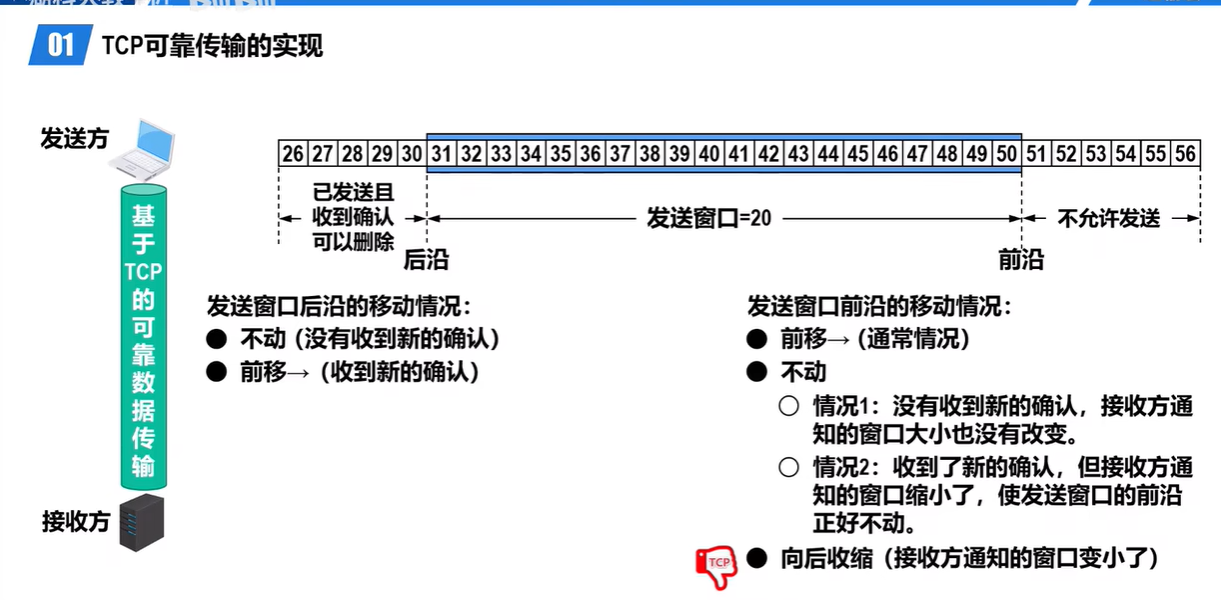 01 TCP可靠传输的实现
发送方
26 27 28 29 30 31 32 33 34 35 36 37 38 39 40 41 42 43 44 45 46 47 48 49 50 51 52 53 54 55 56
已发送且
收到确认
可以删除
发送窗口=20
不允许发送
后沿
前沿
基于TCP的可靠数据传输
发送窗口后沿的移动情况：
● 不动（没有收到新的确认）
● 前移→（收到新的确认）
发送窗口前沿的移动情况：
● 前移→（通常情况）
● 不动
○ 情况1：没有收到新的确认，接收方通
知的窗口大小也没有改变。
○ 情况2：收到了新的确认，但接收方通
知的窗口缩小了，使发送窗口的前沿
正好不动。
TCP
● 向后收缩（接收方通知的窗口变小了）
接收方